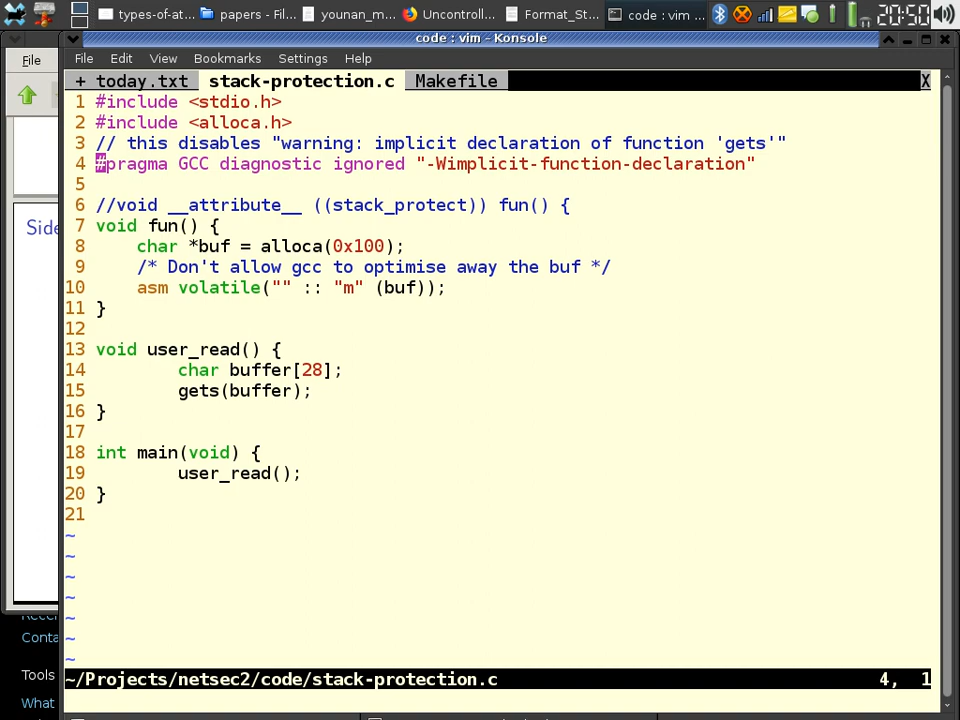 types-of-at...
papers - Fil...
younan_m...
Uncontroll...
Format_St...
code : vim ...
20:50
code : vim - Konsole
File
File Edit View Bookmarks Settings Help
+ today.txt stack-protection.c Makefile X
1 #include <stdio.h>
2 #include <alloca.h>
3 // this disables "warning: implicit declaration of function 'gets'"
4 #pragma GCC diagnostic ignored "-Wimplicit-function-declaration"
5
6 //void __attribute__ ((stack_protect)) fun() {
7 void fun() {
8     char *buf = alloca(0x100);
9     /* Don't allow gcc to optimise away the buf */
10     asm volatile("" :: "m" (buf));
11 }
12
13 void user_read() {
14         char buffer[28];
15         gets(buffer);
16 }
17
18 int main(void) {
19         user_read();
20 }
21
~
~
~
~
~
~
~
~/Projects/netsec2/code/stack-protection.c 4, 1
Side
Conta
Tools
What